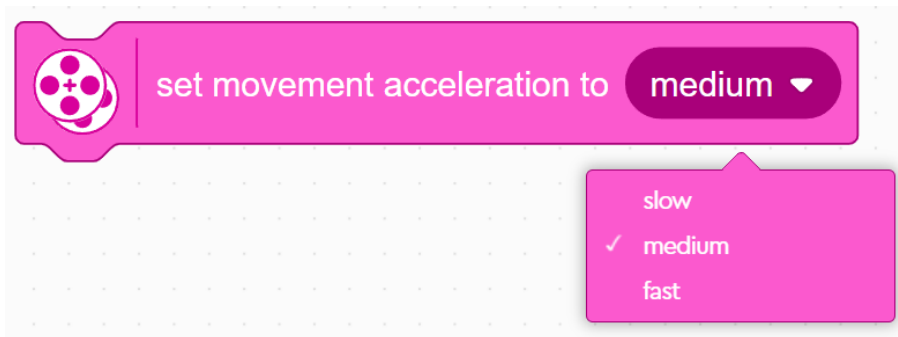 set movement acceleration to medium
slow
medium
fast